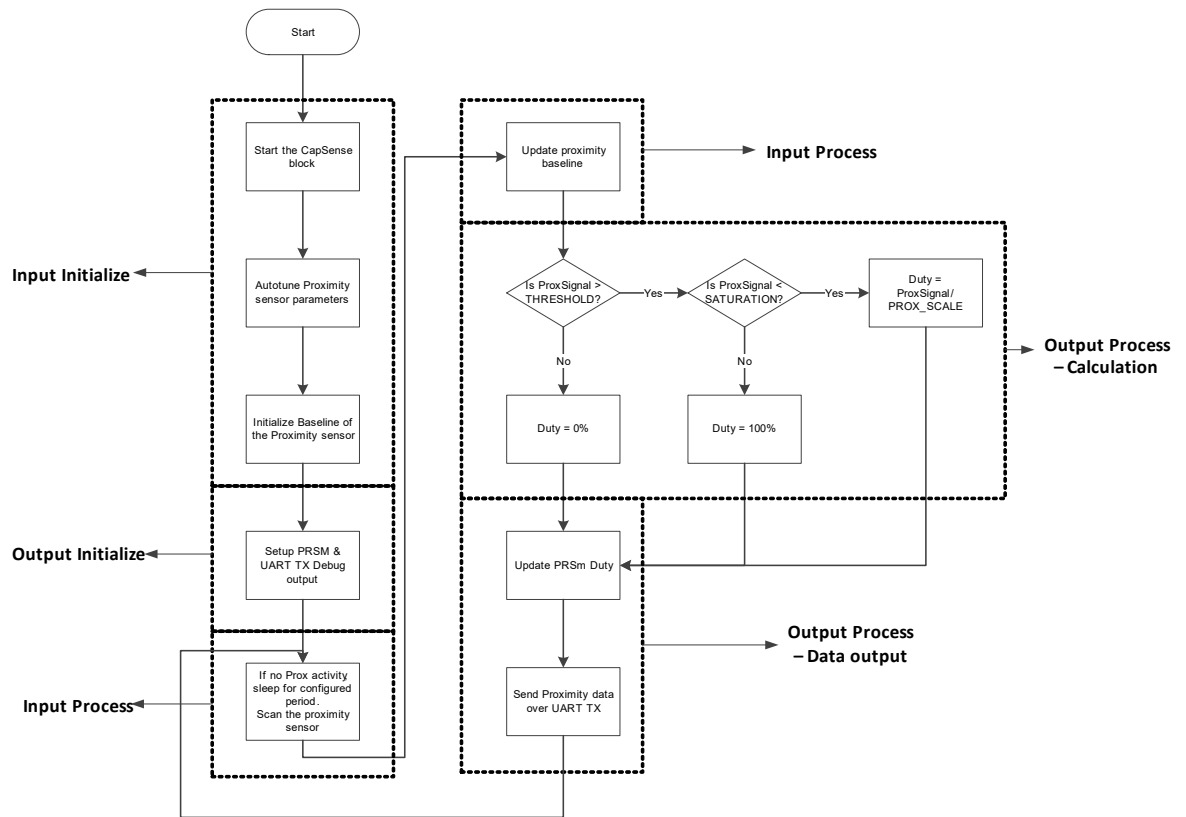 Start
Start the CapSense
block
Autotune Proximity
sensor parameters
Initialize Baseline of
the Proximity sensor
Input Initialize
Setup PRSM &
UART TX Debug
output
Output Initialize
If no Prox activity,
sleep for configured
period.
Scan the proximity
sensor
Input Process
Update proximity
baseline
Input Process
Is ProxSignal >
THRESHOLD?
Yes
Is ProxSignal <
SATURATION?
Yes
Duty =
ProxSignal/
PROX_SCALE
No
No
Duty = 0%
Duty = 100%
Output Process
– Calculation
Update PRSm Duty
Send Proximity data
over UART TX
Output Process
– Data output